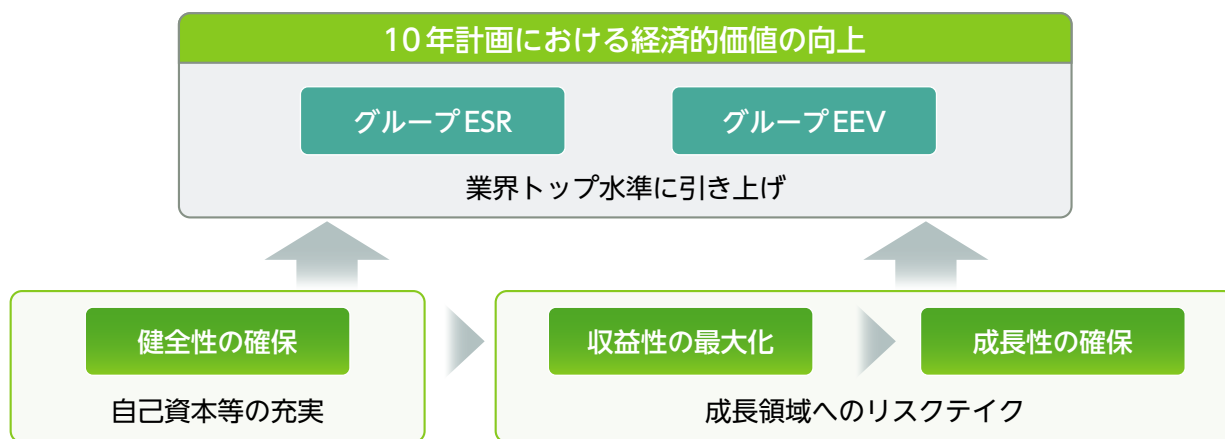 10年計画における経済的価値の向上
グループESR
グループEEV
業界トップ水準に引き上げ
健全性の確保
自己資本等の充実
収益性の最大化
成長性の確保
成長領域へのリスクテイク